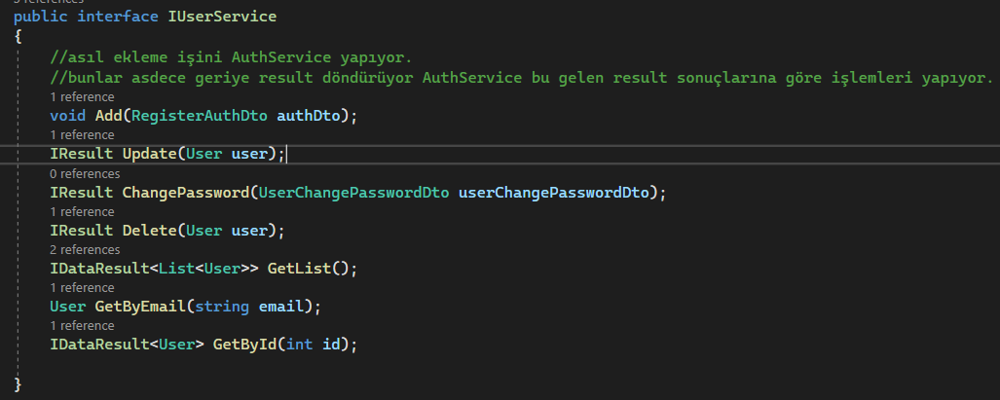 3 references
public interface IUserService
{
//asıl ekleme işini AuthService yapıyor.
//bunlar asdece geriye result döndürüyor AuthService bu gelen result sonuçlarına göre işlemleri yapıyor.
1 reference
void Add(RegisterAuthDto authDto);
1 reference
IResult Update(User user);
0 references
IResult ChangePassword(UserChangePasswordDto userChangePasswordDto);
1 reference
IResult Delete(User user);
2 references
IDataResult<List<User>> GetList();
1 reference
User GetByEmail(string email);
1 reference
IDataResult<User> GetById(int id);
}